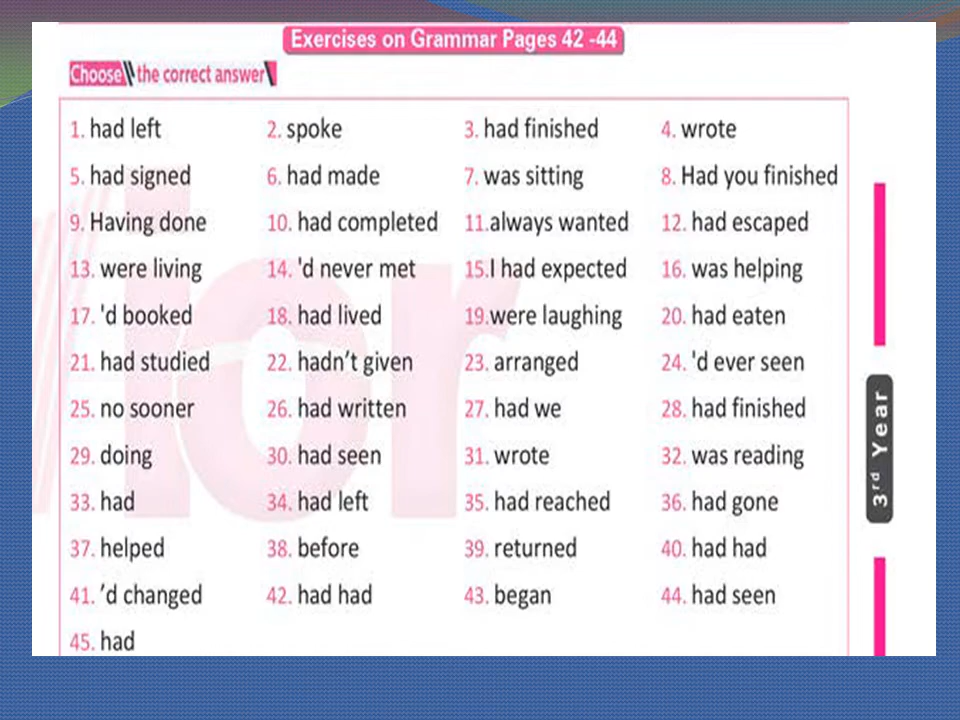 Exercises on Grammar Pages 42 -44
Choose the correct answer
1. had left 2. spoke 3. had finished 4. wrote
5. had signed 6. had made 7. was sitting 8. Had you finished
9. Having done 10. had completed 11.always wanted 12. had escaped
13. were living 14. 'd never met 15.I had expected 16. was helping
17. 'd booked 18. had lived 19.were laughing 20. had eaten
21. had studied 22. hadn’t given 23. arranged 24. 'd ever seen
25. no sooner 26. had written 27. had we 28. had finished
29. doing 30. had seen 31. wrote 32. was reading
33. had 34. had left 35. had reached 36. had gone
37. helped 38. before 39. returned 40. had had
41. ’d changed 42. had had 43. began 44. had seen
45. had
3rd Year